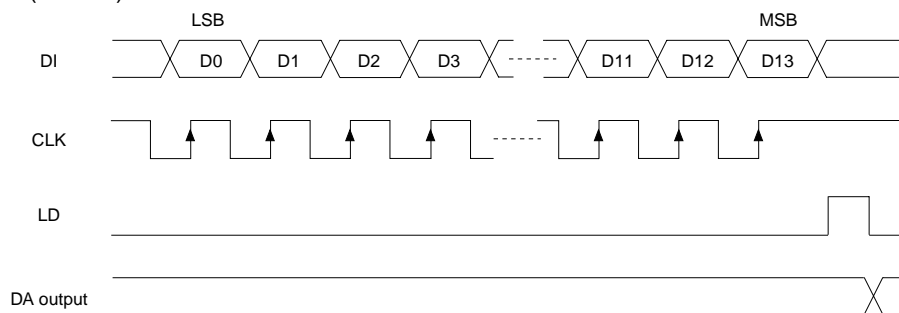 LSB MSB
DI D0 D1 D2 D3 D11 D12 D13
CLK
LD
DA output